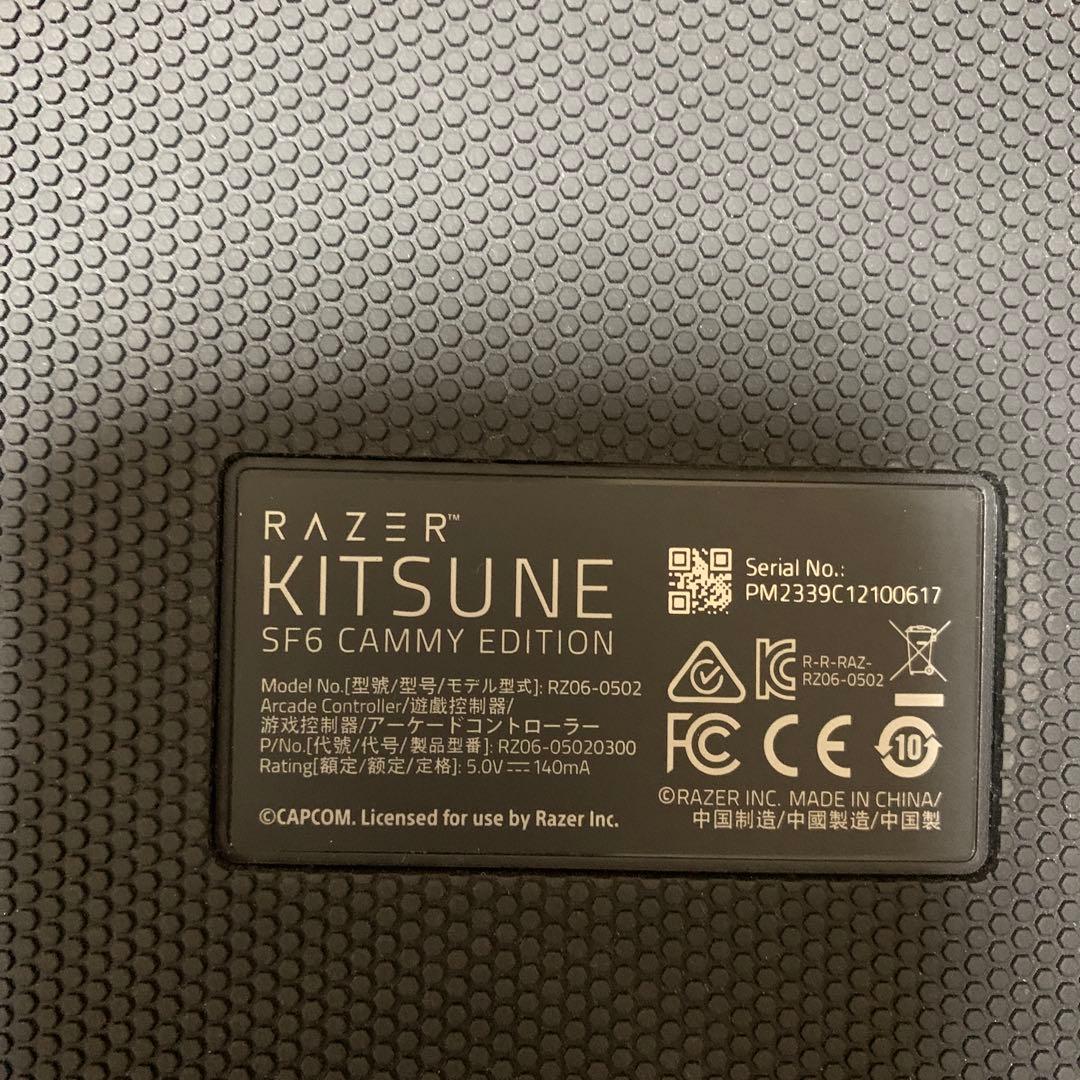 RAZER™
KITSUNE
SF6 CAMMY EDITION
Model No.[型號/型号/モデル型式]: RZ06-0502
Arcade Controller/遊戲控制器/
游戏控制器/アーケードコントローラー
P/No.[代號/代号/製品型番]: RZ06-05020300
Rating[額定/额定/定格]: 5.0V⎓140mA
©CAPCOM. Licensed for use by Razer Inc.
Serial No.:
PM2339C12100617
R-R-RAZ-
RZ06-0502
FC CE 10
©RAZER INC. MADE IN CHINA/
中国制造/中國製造/中国製